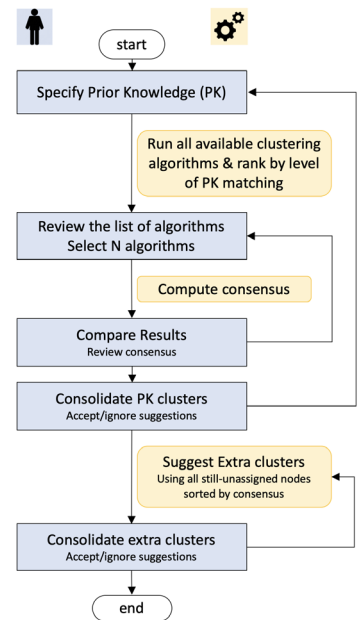 start
Specify Prior Knowledge (PK)
Run all available clustering
algorithms & rank by level
of PK matching
Review the list of algorithms
Select N algorithms
Compute consensus
Compare Results
Review consensus
Consolidate PK clusters
Accept/ignore suggestions
Suggest Extra clusters
Using all still-unassigned nodes
sorted by consensus
Consolidate extra clusters
Accept/ignore suggestions
end